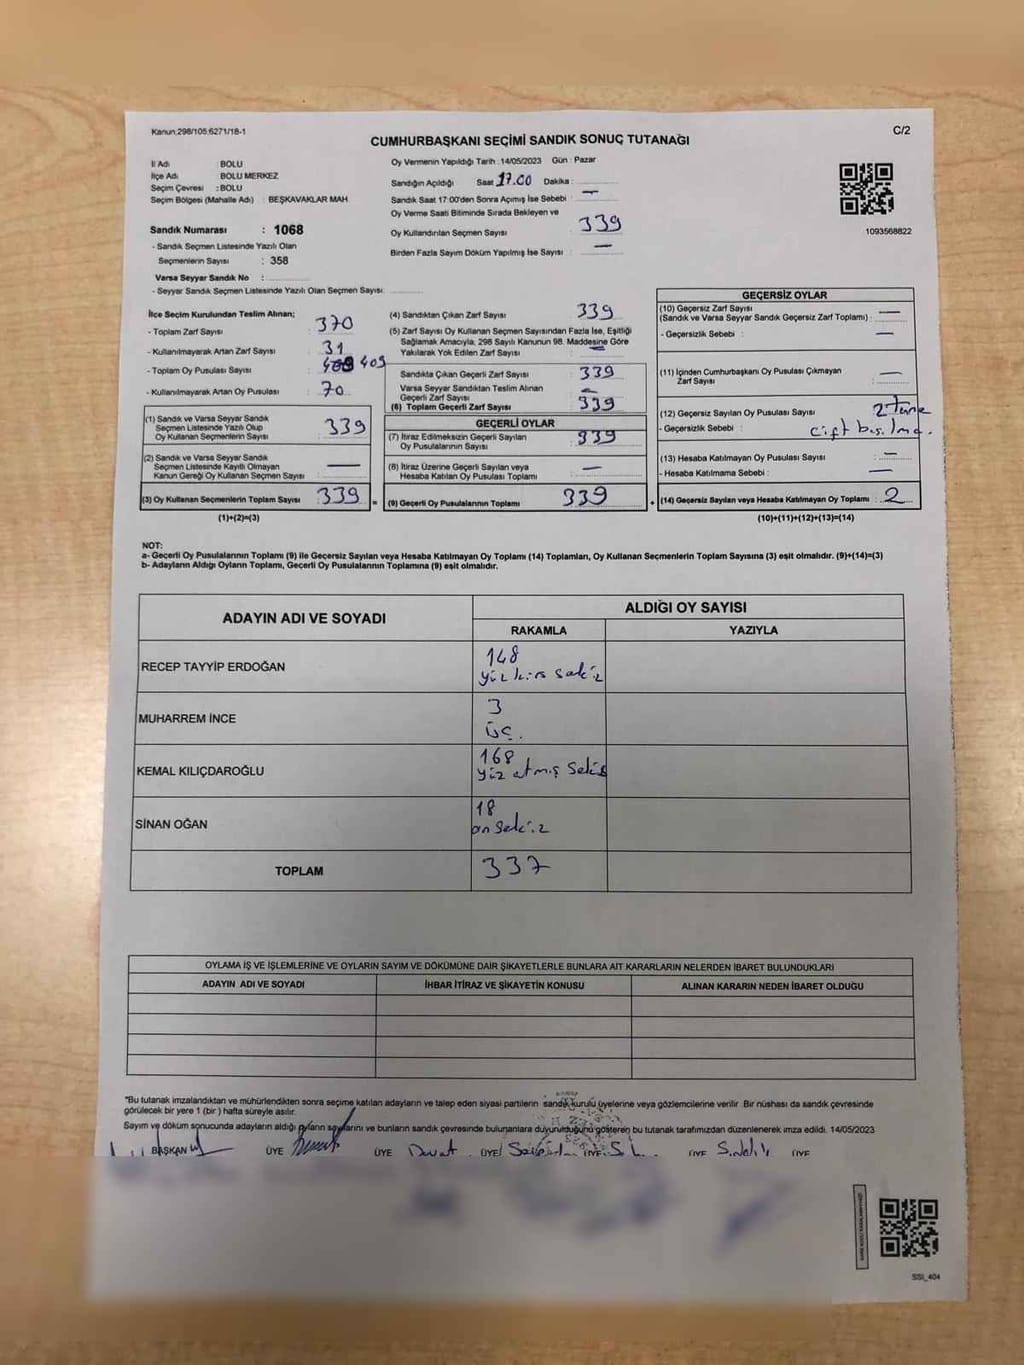 Kanun;298/105;6271/18-1
C/2
CUMHURBAŞKANI SEÇİMİ SANDIK SONUÇ TUTANAĞI
İl Adı BOLU
İlçe Adı BOLU MERKEZ
Seçim Çevresi : BOLU
Seçim Bölgesi (Mahalle Adı) : BEŞKAVAKLAR MAH.
Sandık Numarası : 1068
- Sandık Seçmen Listesinde Yazılı Olan
Seçmenlerin Sayısı : 358
Varsa Seyyar Sandık No :
- Seyyar Sandık Seçmen Listesinde Yazılı Olan Seçmen Sayısı:
Oy Vermenin Yapıldığı Tarih : 14/05/2023 Gün : Pazar
Sandığın Açıldığı Saat 17.00 Dakika :
Sandık Saat 17:00'den Sonra Açımış İse Sebebi : —
Oy Verme Saati Bitiminde Sırada Bekleyen ve
Oy Kullandırılan Seçmen Sayısı : 339
Birden Fazla Sayım Döküm Yapılmış İse Sayısı : —
1093568822
İlçe Seçim Kurulundan Teslim Alınan;
- Toplam Zarf Sayısı : 370
- Kullanılmayarak Artan Zarf Sayısı : 31
- Toplam Oy Pusulası Sayısı : 409
- Kullanılmayarak Artan Oy Pusulası : 70
(1) Sandık ve Varsa Seyyar Sandık
Seçmen Listesinde Yazılı Olup
Oy Kullanan Seçmenlerin Sayısı : 339
(2) Sandık ve Varsa Seyyar Sandık
Seçmen Listesinde Kayıtlı Olmayan
Kanun Gereği Oy Kullanan Seçmen Sayısı : —
(3) Oy Kullanan Seçmenlerin Toplam Sayısı : 339 =
(1)+(2)=(3)
(4) Sandıktan Çıkan Zarf Sayısı : 339
(5) Zarf Sayısı Oy Kullanan Seçmen Sayısından Fazla İse, Eşitliği
Sağlamak Amacıyla, 298 Sayılı Kanunun 98. Maddesine Göre
Yakılarak Yok Edilen Zarf Sayısı : —
Sandıkta Çıkan Geçerli Zarf Sayısı : 339
Varsa Seyyar Sandıktan Teslim Alınan
Geçerli Zarf Sayısı : —
(6) Toplam Geçerli Zarf Sayısı : 339
GEÇERLİ OYLAR
(7) İtiraz Edilmeksizin Geçerli Sayılan
Oy Pusulalarının Sayısı : 339
(8) İtiraz Üzerine Geçerli Sayılan veya
Hesaba Katılan Oy Pusulası Toplamı : —
(9) Geçerli Oy Pusulalarının Toplamı : 339 +
GEÇERSİZ OYLAR
(10) Geçersiz Zarf Sayısı
(Sandık ve Varsa Seyyar Sandık Geçersiz Zarf Toplamı) : —
- Geçersizlik Sebebi : —
(11) İçinden Cumhurbaşkanı Oy Pusulası Çıkmayan
Zarf Sayısı : —
(12) Geçersiz Sayılan Oy Pusulası Sayısı : 2 Tane
- Geçersizlik Sebebi : çift basılma.
(13) Hesaba Katılmayan Oy Pusulası Sayısı : —
- Hesaba Katılmama Sebebi : —
(14) Geçersiz Sayılan veya Hesaba Katılmayan Oy Toplamı : 2
(10)+(11)+(12)+(13)=(14)
NOT:
a- Geçerli Oy Pusulalarının Toplamı (9) ile Geçersiz Sayılan veya Hesaba Katılmayan Oy Toplamı (14) Toplamları, Oy Kullanan Seçmenlerin Toplam Sayısına (3) eşit olmalıdır. (9)+(14)=(3)
b- Adayların Aldığı Oyların Toplamı, Geçerli Oy Pusulalarının Toplamına (9) eşit olmalıdır.
ADAYIN ADI VE SOYADI
ALDIĞI OY SAYISI
RAKAMLA YAZIYLA
RECEP TAYYİP ERDOĞAN 148
yüz kırk sekiz
MUHARREM İNCE 3
üç.
KEMAL KILIÇDAROĞLU 168
yüz atmış sekiz
SİNAN OĞAN 18
on sekiz
TOPLAM 337
OYLAMA İŞ VE İŞLEMLERİNE VE OYLARIN SAYIM VE DÖKÜMÜNE DAİR ŞİKAYETLERLE BUNLARA AİT KARARLARIN NELERDEN İBARET BULUNDUKLARI
ADAYIN ADI VE SOYADI İHBAR İTİRAZ VE ŞİKAYETİN KONUSU ALINAN KARARIN NEDEN İBARET OLDUĞU
*Bu tutanak imzalandıktan ve mühürlendikten sonra seçime katılan adayların ve talep eden siyasi partilerin sandık kurulu üyelerine veya gözlemcilerine verilir. Bir nüshası da sandık çevresinde
görülecek bir yere 1 (bir) hafta süreyle asılır.
Sayım ve döküm sonucunda adayların aldığı oyların sayılarını ve bunların sandık çevresinde bulunanlara duyurulduğunu gösteren bu tutanak tarafımızdan düzenlenerek imza edildi. 14/05/2023
BAŞKAN ÜYE ÜYE ÜYE ÜYE ÜYE ÜYE
SSI_404